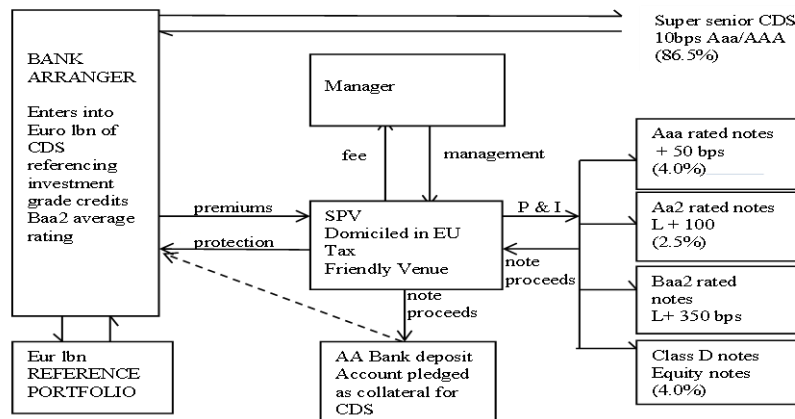 Super senior CDS
10bps Aaa/AAA
(86.5%)
BANK
ARRANGER
Enters into
Euro lbn of
CDS
referencing
investment
grade credits
Baa2 average
rating
Manager
fee
management
Aaa rated notes
+ 50 bps
(4.0%)
premiums
protection
SPV
Domiciled in EU
Tax
Friendly Venue
P & I
note
proceeds
Aa2 rated notes
L + 100
(2.5%)
Baa2 rated
notes
L+ 350 bps
note
proceeds
Eur lbn
REFERENCE
PORTFOLIO
AA Bank deposit
Account pledged
as collateral for
CDS
Class D notes
Equity notes
(4.0%)